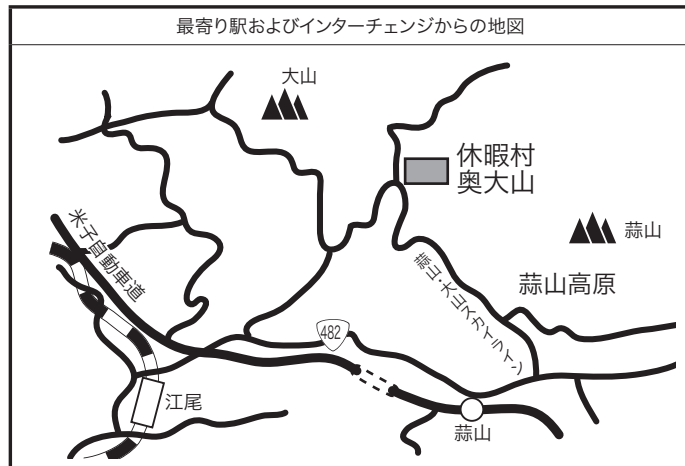 最寄り駅およびインターチェンジからの地図
大山
休暇村
奥大山
米子自動車道
蒜山
蒜山・大山スカイライン
蒜山高原
482
江尾
蒜山